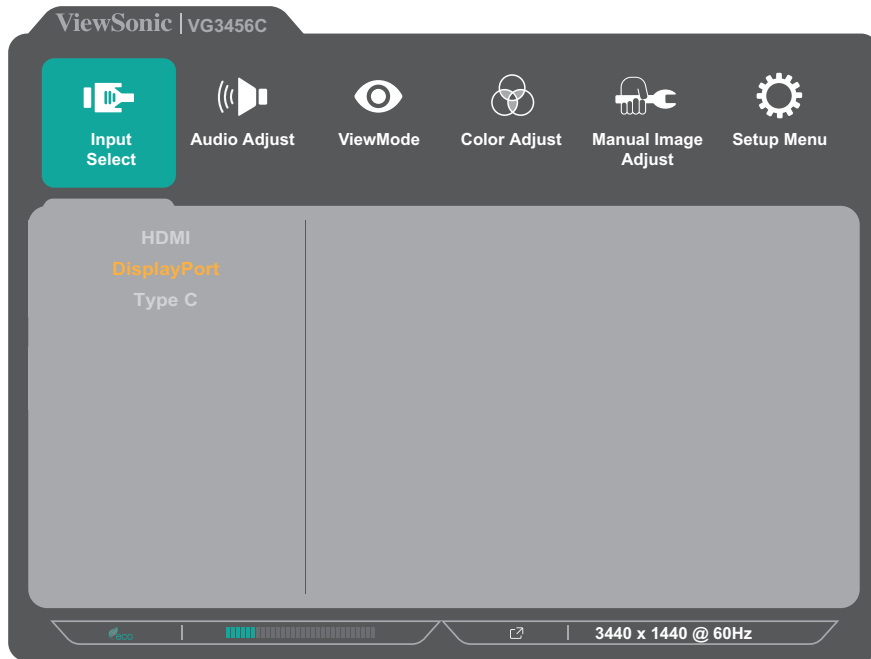 ViewSonic | VG3456C
Input
Select
Audio Adjust
ViewMode
Color Adjust
Manual Image
Adjust
Setup Menu
HDMI
DisplayPort
Type C
eco
3440 x 1440 @ 60Hz